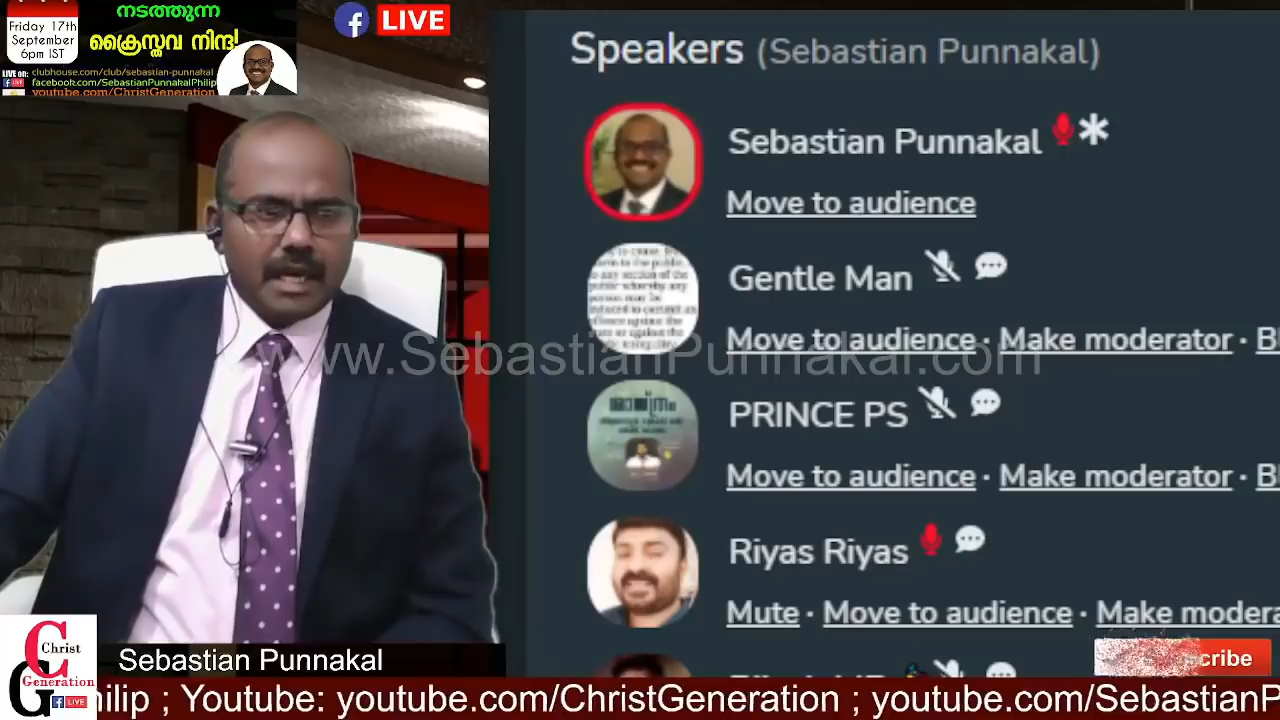 നടത്തുന്ന
Friday 17th
September
6pm IST
ക്രൈസ്തവ നിന്ദ!
LIVE on:
clubhouse.com/club/sebastian-punnakal
facebook.com/SebastianPunnakalPhilip
youtube.com/ChristGeneration
LIVE
Speakers (Sebastian Punnakal)
Sebastian Punnakal
Move to audience
Gentle Man
Move to audience · Make moderator ·
www.SebastianPunnakal.com
PRINCE PS
Move to audience · Make moderator ·
Riyas Riyas
Mute · Move to audience · Make modera
Christ
Generation
LIVE
Sebastian Punnakal
cribe
hilip ; Youtube: youtube.com/ChristGeneration ; youtube.com/SebastianP